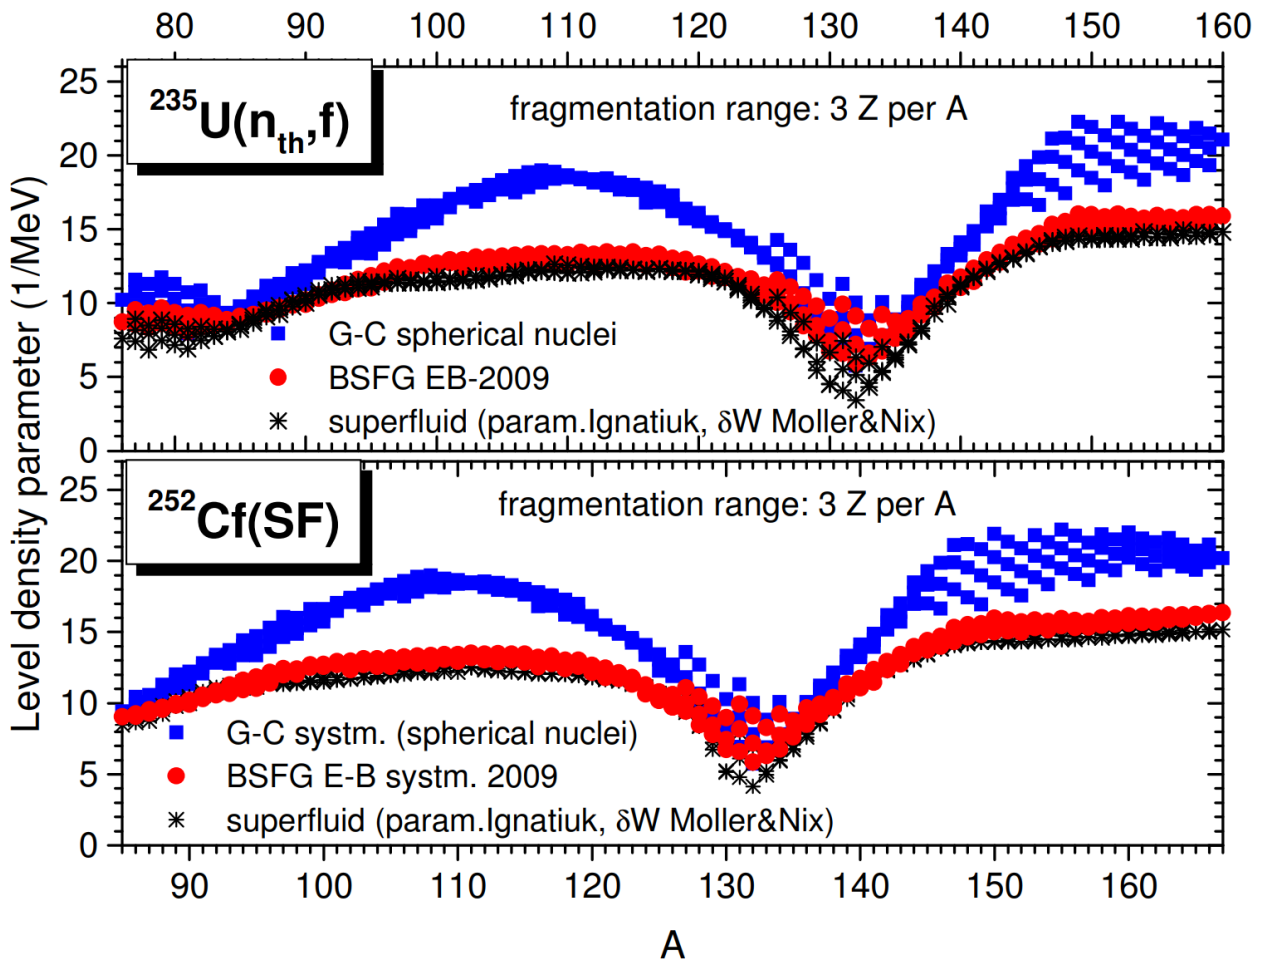 80 90 100 110 120 130 140 150 160
25
20
15
10
5
0
²³⁵U(nₜₕ,f)
fragmentation range: 3 Z per A
G-C spherical nuclei
BSFG EB-2009
superfluid (param.Ignatiuk, δW Moller&Nix)
Level density parameter (1/MeV)
25
20
15
10
5
0
²⁵²Cf(SF)
fragmentation range: 3 Z per A
G-C systm. (spherical nuclei)
BSFG E-B systm. 2009
superfluid (param.Ignatiuk, δW Moller&Nix)
90 100 110 120 130 140 150 160
A